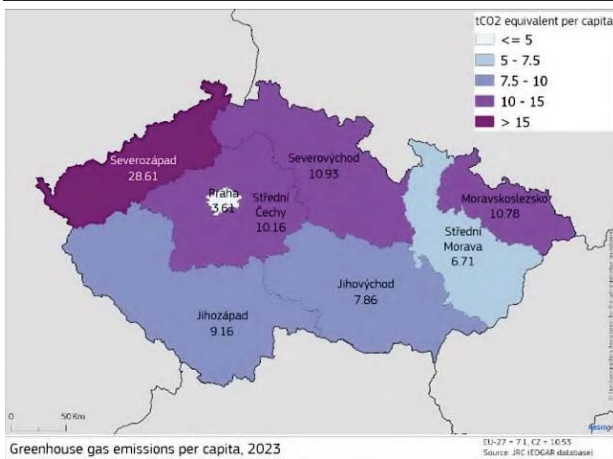 tCO2 equivalent per capita
<= 5
5 - 7.5
7.5 - 10
10 - 15
> 15
Severozápad
28.61
Severovýchod
10.93
Praha
3.61
Střední
Čechy
10.16
Moravskoslezsko
10.78
Střední
Morava
6.71
Jihovýchod
7.86
Jihozápad
9.16
0 50 Km
Greenhouse gas emissions per capita, 2023
EU-27 = 7.1, CZ = 10.53
Source: JRC (EDGAR database)